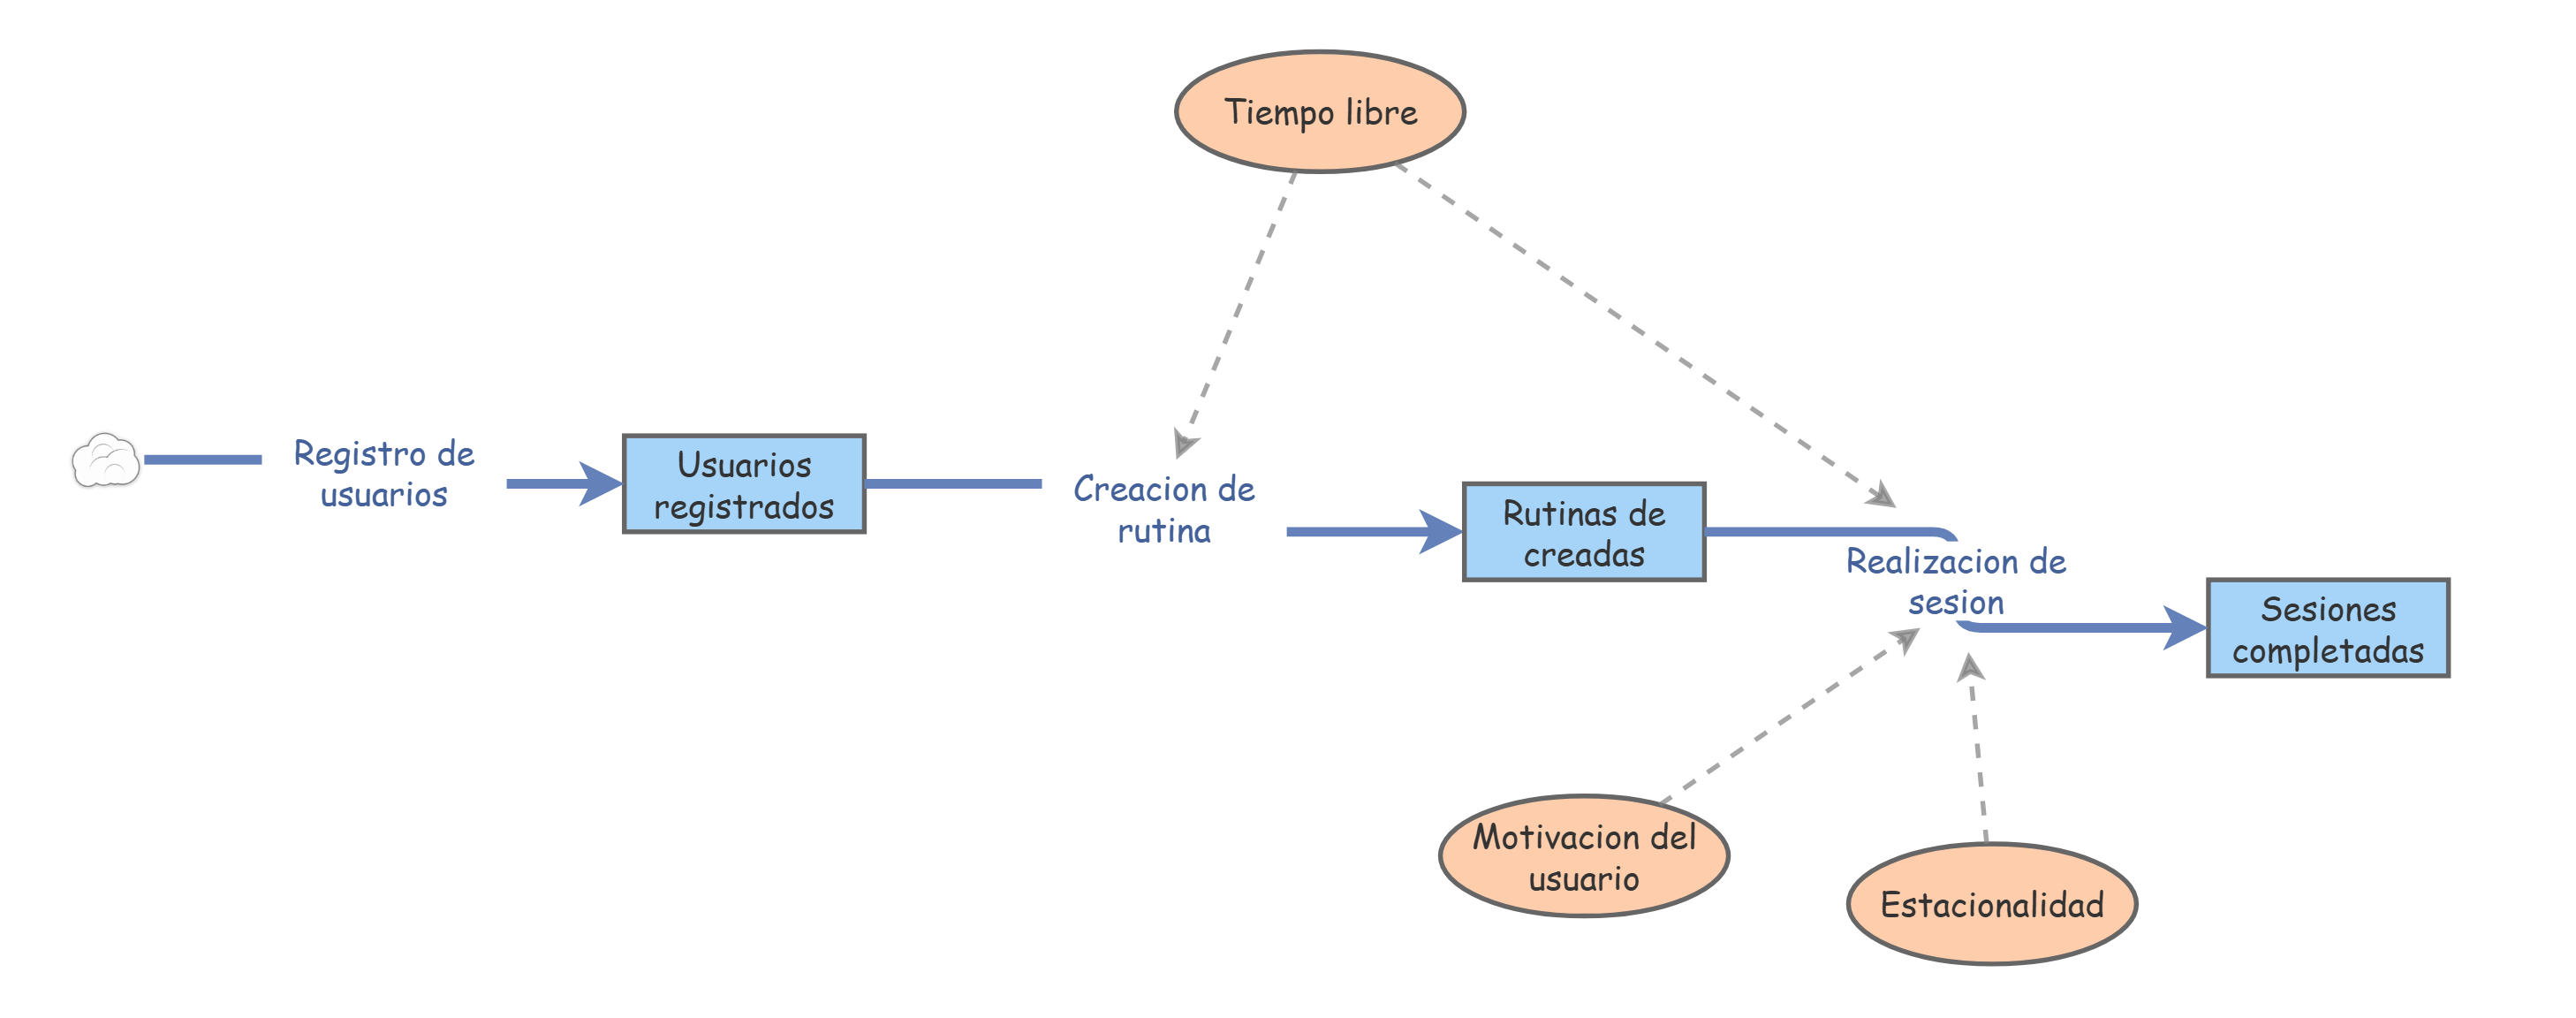 Tiempo libre
Registro de
usuarios
Usuarios
registrados
Creacion de
rutina
Rutinas de
creadas
Realizacion de
sesion
Sesiones
completadas
Motivacion del
usuario
Estacionalidad